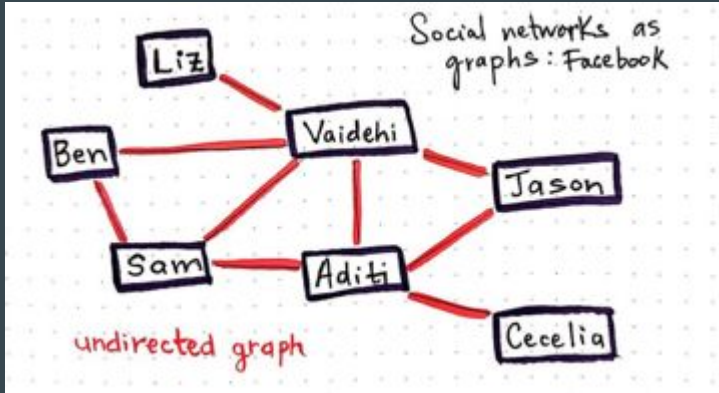 Social networks as
graphs: Facebook
Liz
Vaidehi
Ben
Jason
Sam
Aditi
Cecelia
undirected graph